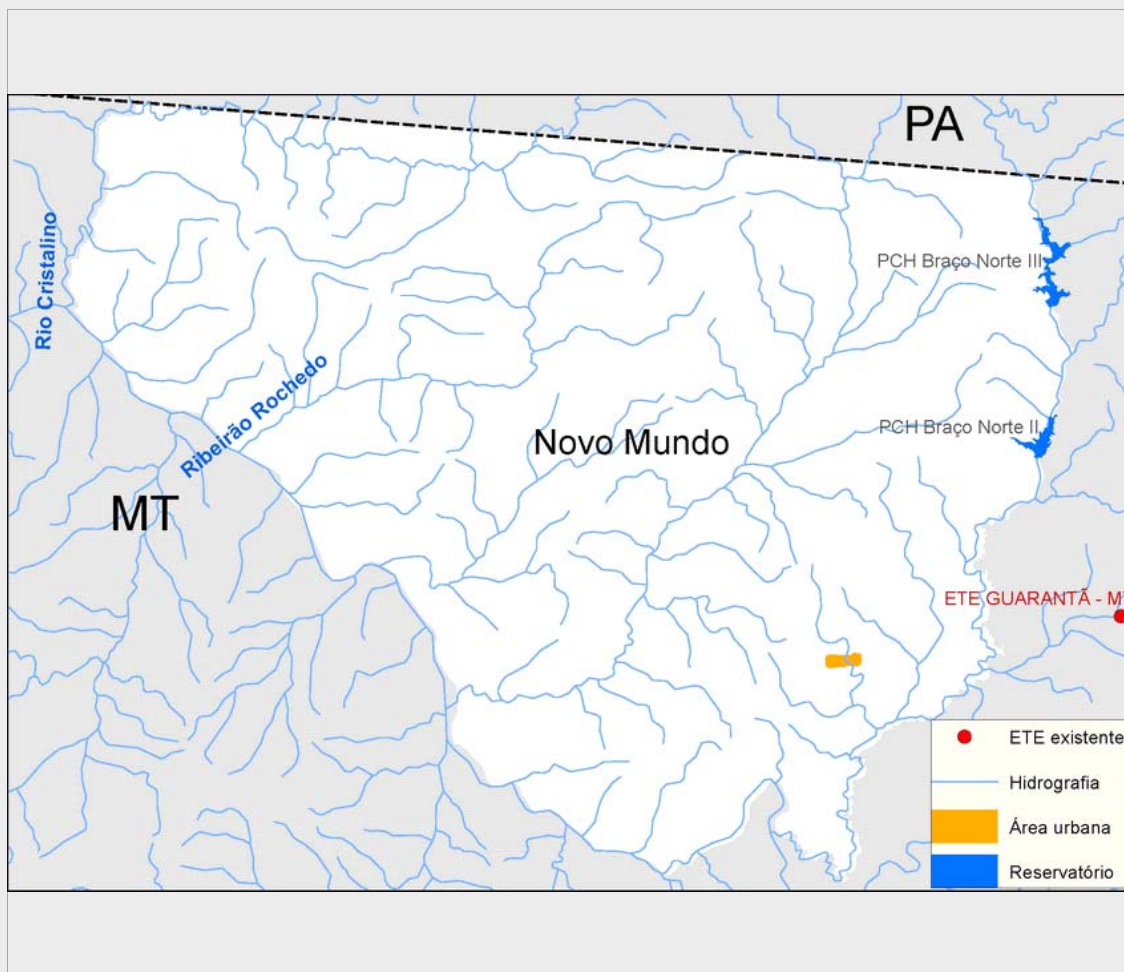 PA
Rio Cristalino
PCH Braço Norte III
Ribeirão Rochedo
PCH Braço Norte II
Novo Mundo
MT
ETE GUARANTÃ - M
ETE existente
Hidrografia
Área urbana
Reservatório